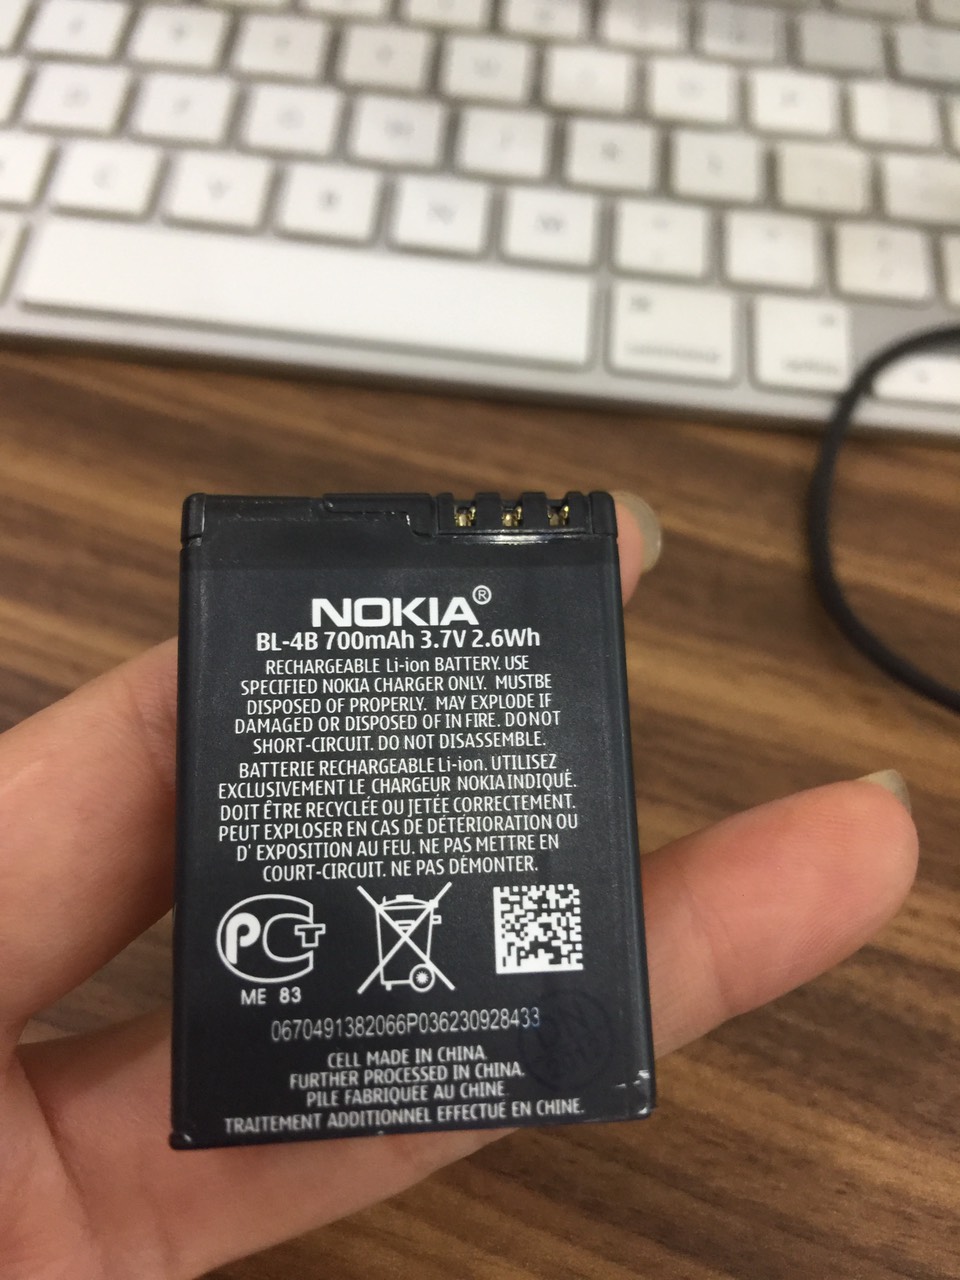 NOKIA®
BL-4B 700mAh 3.7V 2.6Wh
RECHARGEABLE Li-ion BATTERY. USE
SPECIFIED NOKIA CHARGER ONLY. MUSTBE
DISPOSED OF PROPERLY. MAY EXPLODE IF
DAMAGED OR DISPOSED OF IN FIRE. DO NOT
SHORT-CIRCUIT. DO NOT DISASSEMBLE.
BATTERIE RECHARGEABLE Li-ion. UTILISEZ
EXCLUSIVEMENT LE CHARGEUR NOKIA INDIQUÉ.
DOIT ÊTRE RECYCLÉE OU JETÉE CORRECTEMENT.
PEUT EXPLOSER EN CAS DE DÉTÉRIORATION OU
D' EXPOSITION AU FEU. NE PAS METTRE EN
COURT-CIRCUIT. NE PAS DÉMONTER.
PCT
ME 83
0670491382066P036230928433
CELL MADE IN CHINA.
FURTHER PROCESSED IN CHINA.
PILE FABRIQUÉE AU CHINE.
TRAITEMENT ADDITIONNEL EFFECTUE EN CHINE.